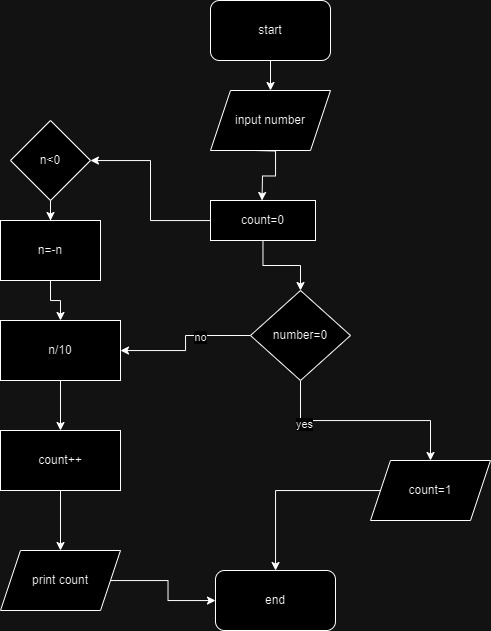 start
input number
n<0
count=0
n=-n
number=0
no
n/10
yes
count++
count=1
print count
end